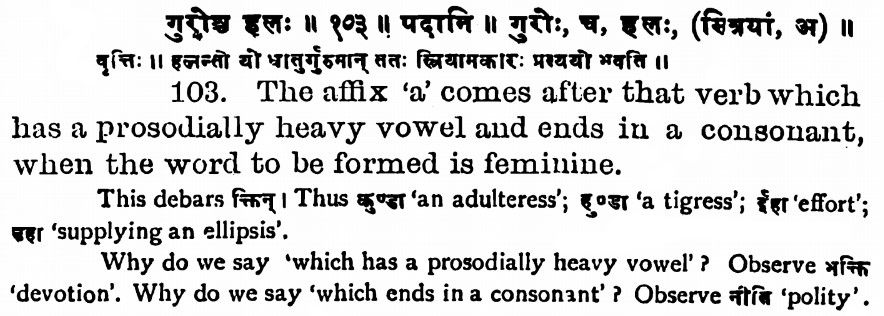 गुरोश्च हलः ॥ १०३ ॥ पदानि ॥ गुरोः, च, हलः, (स्त्रियां, अ) ॥
वृत्तिः ॥ हलन्तो यो धातुर्गुरुमान् ततः स्त्रियामकारः प्रत्ययो भवति ॥
103. The affix ‘a’ comes after that verb which
has a prosodially heavy vowel and ends in a consonant,
when the word to be formed is feminine.
This debars क्तिन् । Thus कुण्डा ‘an adulteress’; हुण्डा ‘a tigress’; ईहा ‘effort’;
ऊहा ‘supplying an ellipsis’.
Why do we say ‘which has a prosodially heavy vowel’? Observe भक्ति
‘devotion’. Why do we say ‘which ends in a consonant’? Observe नीति ‘polity’.